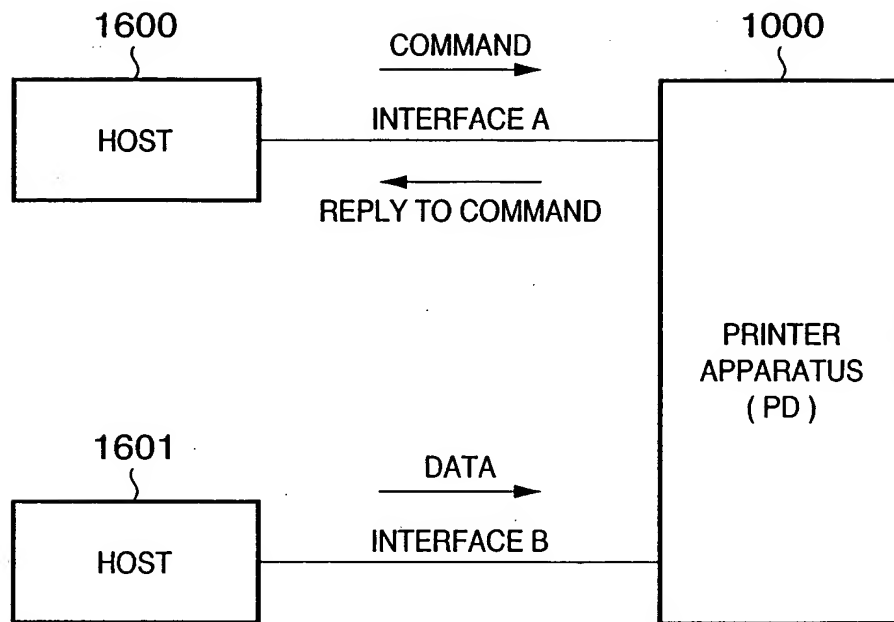 1600
COMMAND
1000
HOST
INTERFACE A
REPLY TO COMMAND
PRINTER
APPARATUS
( PD )
1601
DATA
HOST
INTERFACE B